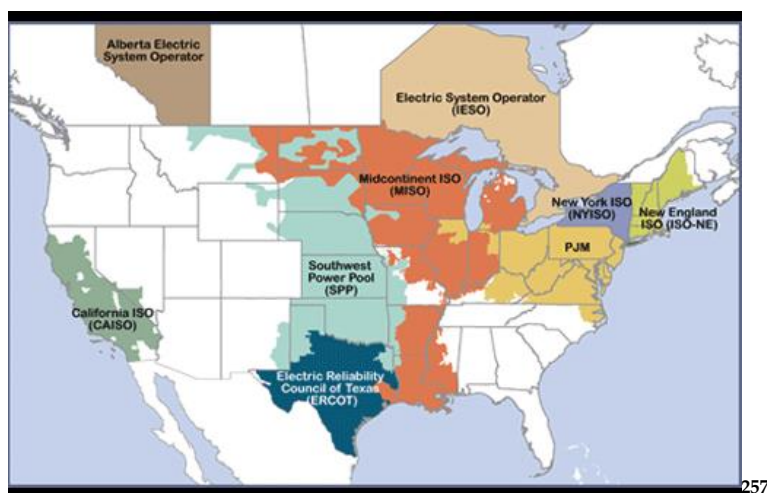 Alberta Electric
System Operator
Electric System Operator
(IESO)
Midcontinent ISO
(MISO)
New York ISO
(NYISO)
New England
ISO (ISO-NE)
PJM
Southwest
Power Pool
(SPP)
California ISO
(CAISO)
Electric Reliability
Council of Texas
(ERCOT)
257